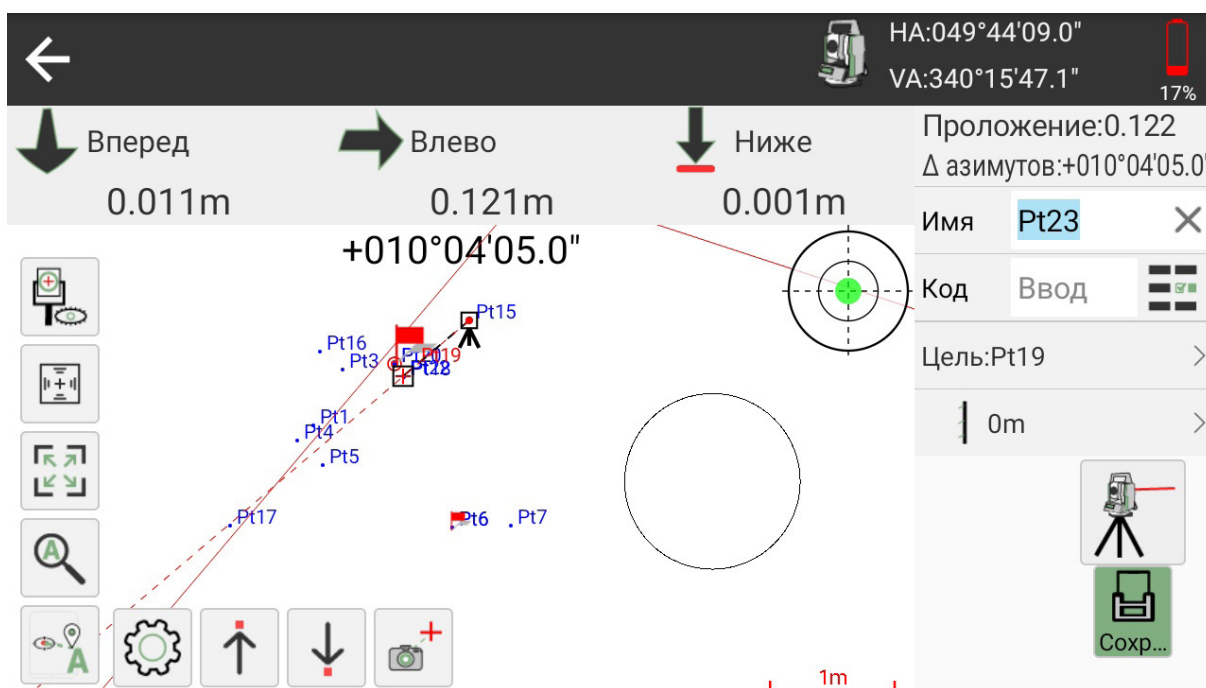 HA:049°44'09.0"
VA:340°15'47.1"
17%
Вперед
0.011m
Влево
0.121m
Ниже
0.001m
Проложение:0.122
Δ азимутов:+010°04'05.0'
Имя
Pt23
Код
Ввод
Цель:Pt19
0m
Сохр...
+010°04'05.0"
Pt15
Pt16
Pt3
Pt19
Pt1
Pt4
Pt5
Pt17
Pt6
Pt7
A
A
1m